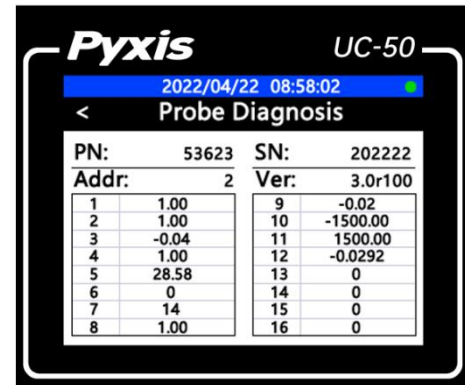 Pyxis UC-50
2022/04/22 08:58:02
< Probe Diagnosis
PN: 53623 SN: 202222
Addr: 2 Ver: 3.0r100
1 1.00 9 -0.02
2 1.00 10 -1500.00
3 -0.04 11 1500.00
4 1.00 12 -0.0292
5 28.58 13 0
6 0 14 0
7 14 15 0
8 1.00 16 0